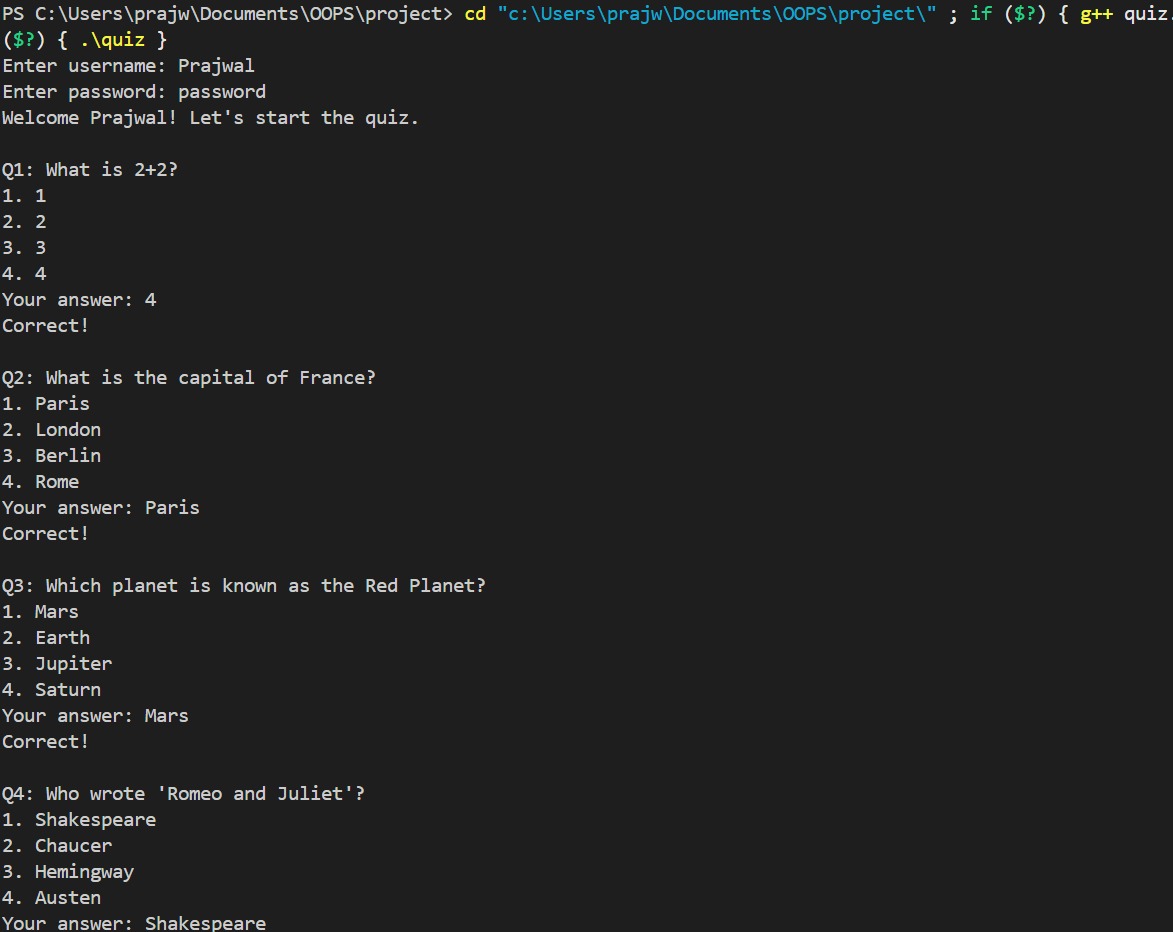 PS C:\Users\prajw\Documents\OOPS\project> cd "c:\Users\prajw\Documents\OOPS\project\" ; if ($?) { g++ quiz
($?) { .\quiz }
Enter username: Prajwal
Enter password: password
Welcome Prajwal! Let's start the quiz.
Q1: What is 2+2?
1. 1
2. 2
3. 3
4. 4
Your answer: 4
Correct!
Q2: What is the capital of France?
1. Paris
2. London
3. Berlin
4. Rome
Your answer: Paris
Correct!
Q3: Which planet is known as the Red Planet?
1. Mars
2. Earth
3. Jupiter
4. Saturn
Your answer: Mars
Correct!
Q4: Who wrote 'Romeo and Juliet'?
1. Shakespeare
2. Chaucer
3. Hemingway
4. Austen
Your answer: Shakespeare